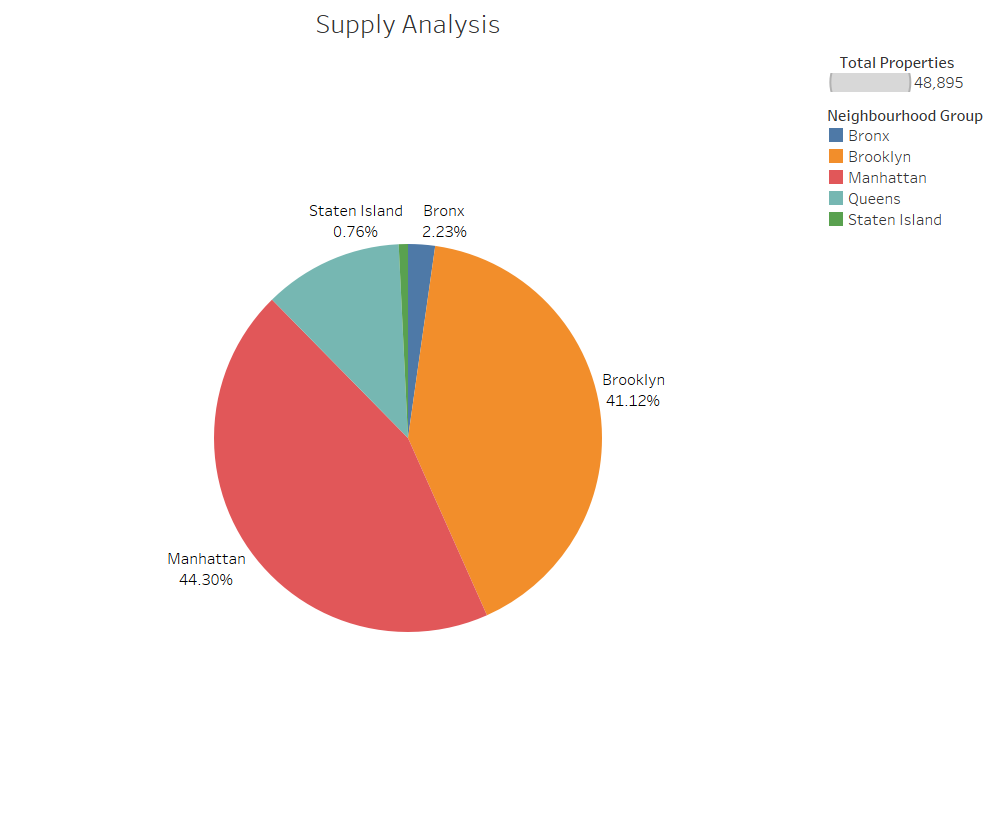 Supply Analysis
Total Properties
48,895
Neighbourhood Group
Bronx
Brooklyn
Manhattan
Queens
Staten Island
Staten Island
0.76%
Bronx
2.23%
Brooklyn
41.12%
Manhattan
44.30%